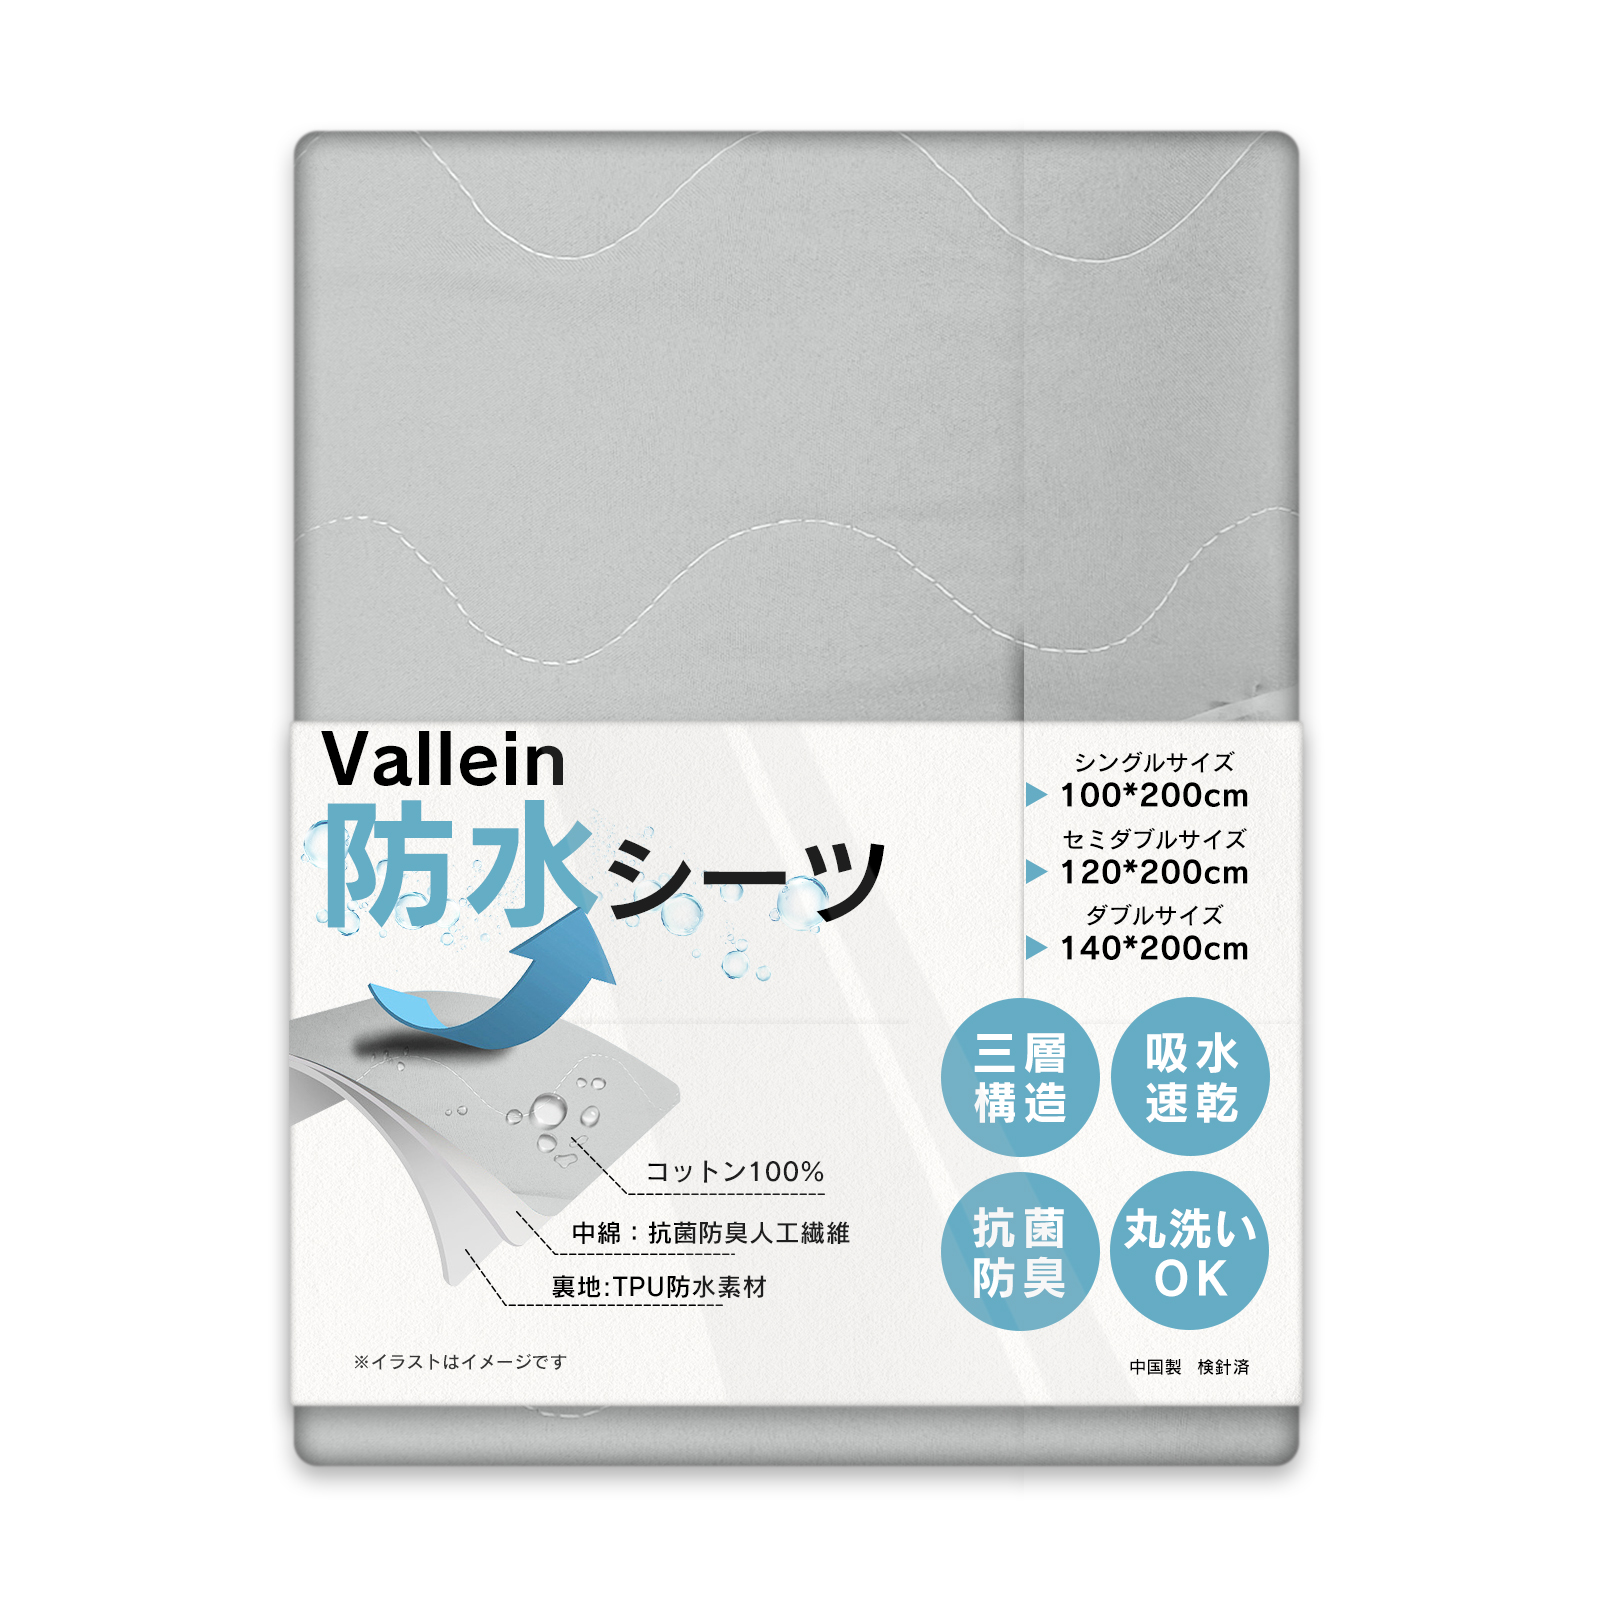 Vallein
防水シーツ
シングルサイズ
100*200cm
セミダブルサイズ
120*200cm
ダブルサイズ
140*200cm
三層
構造
吸水
速乾
抗菌
防臭
丸洗い
OK
コットン100%
中綿：抗菌防臭人工繊維
裏地:TPU防水素材
※イラストはイメージです
中国製 検針済